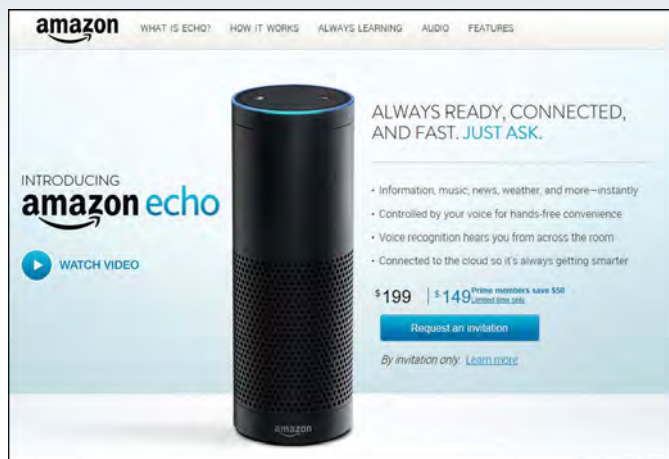 amazon WHAT IS ECHO? HOW IT WORKS ALWAYS LEARNING AUDIO FEATURES
ALWAYS READY, CONNECTED,
AND FAST. JUST ASK.
INTRODUCING
amazon echo
WATCH VIDEO
• Information, music, news, weather, and more—instantly
• Controlled by your voice for hands-free convenience
• Voice recognition hears you from across the room
• Connected to the cloud so it's always getting smarter
$199 | $149 Prime members save $50
Limited time only
Request an invitation
By invitation only. Learn more
amazon